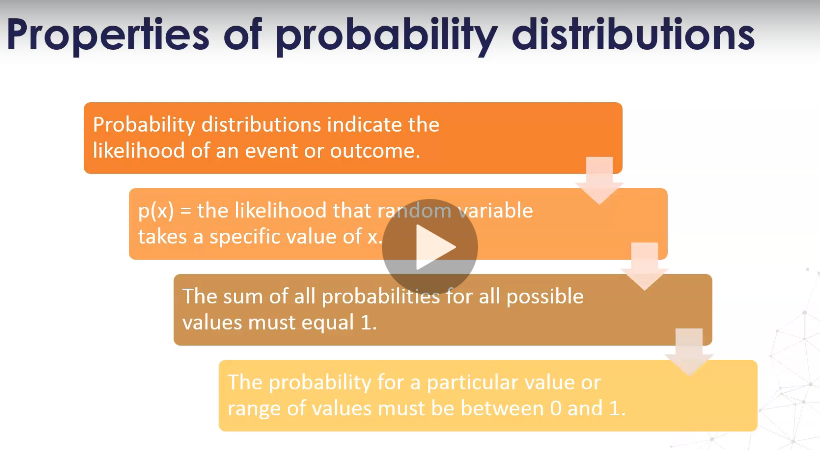 Properties of probability distributions
Probability distributions indicate the
likelihood of an event or outcome.
p(x) = the likelihood that random variable
takes a specific value of x.
The sum of all probabilities for all possible
values must equal 1.
The probability for a particular value or
range of values must be between 0 and 1.